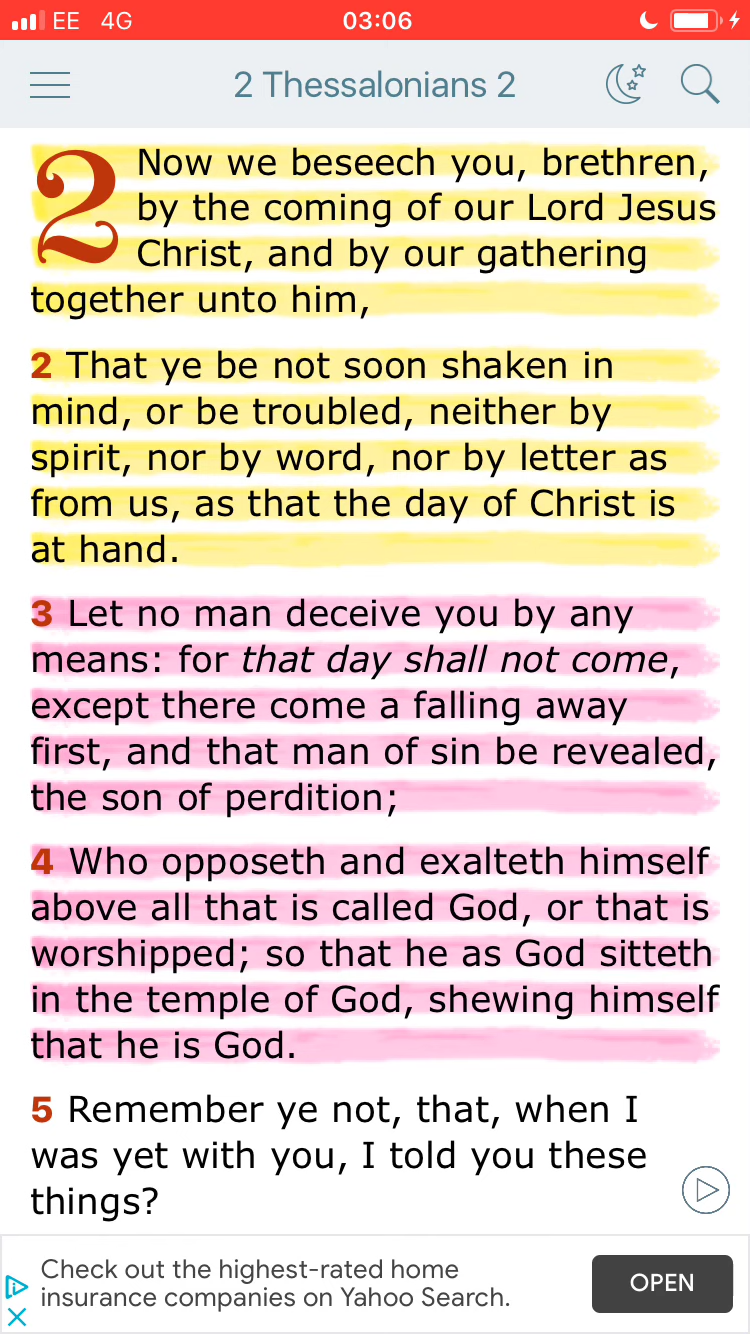 EE 4G 03:06
2 Thessalonians 2
2 Now we beseech you, brethren,
by the coming of our Lord Jesus
Christ, and by our gathering
together unto him,
2 That ye be not soon shaken in
mind, or be troubled, neither by
spirit, nor by word, nor by letter as
from us, as that the day of Christ is
at hand.
3 Let no man deceive you by any
means: for that day shall not come,
except there come a falling away
first, and that man of sin be revealed,
the son of perdition;
4 Who opposeth and exalteth himself
above all that is called God, or that is
worshipped; so that he as God sitteth
in the temple of God, shewing himself
that he is God.
5 Remember ye not, that, when I
was yet with you, I told you these
things?
Check out the highest-rated home
insurance companies on Yahoo Search.
OPEN